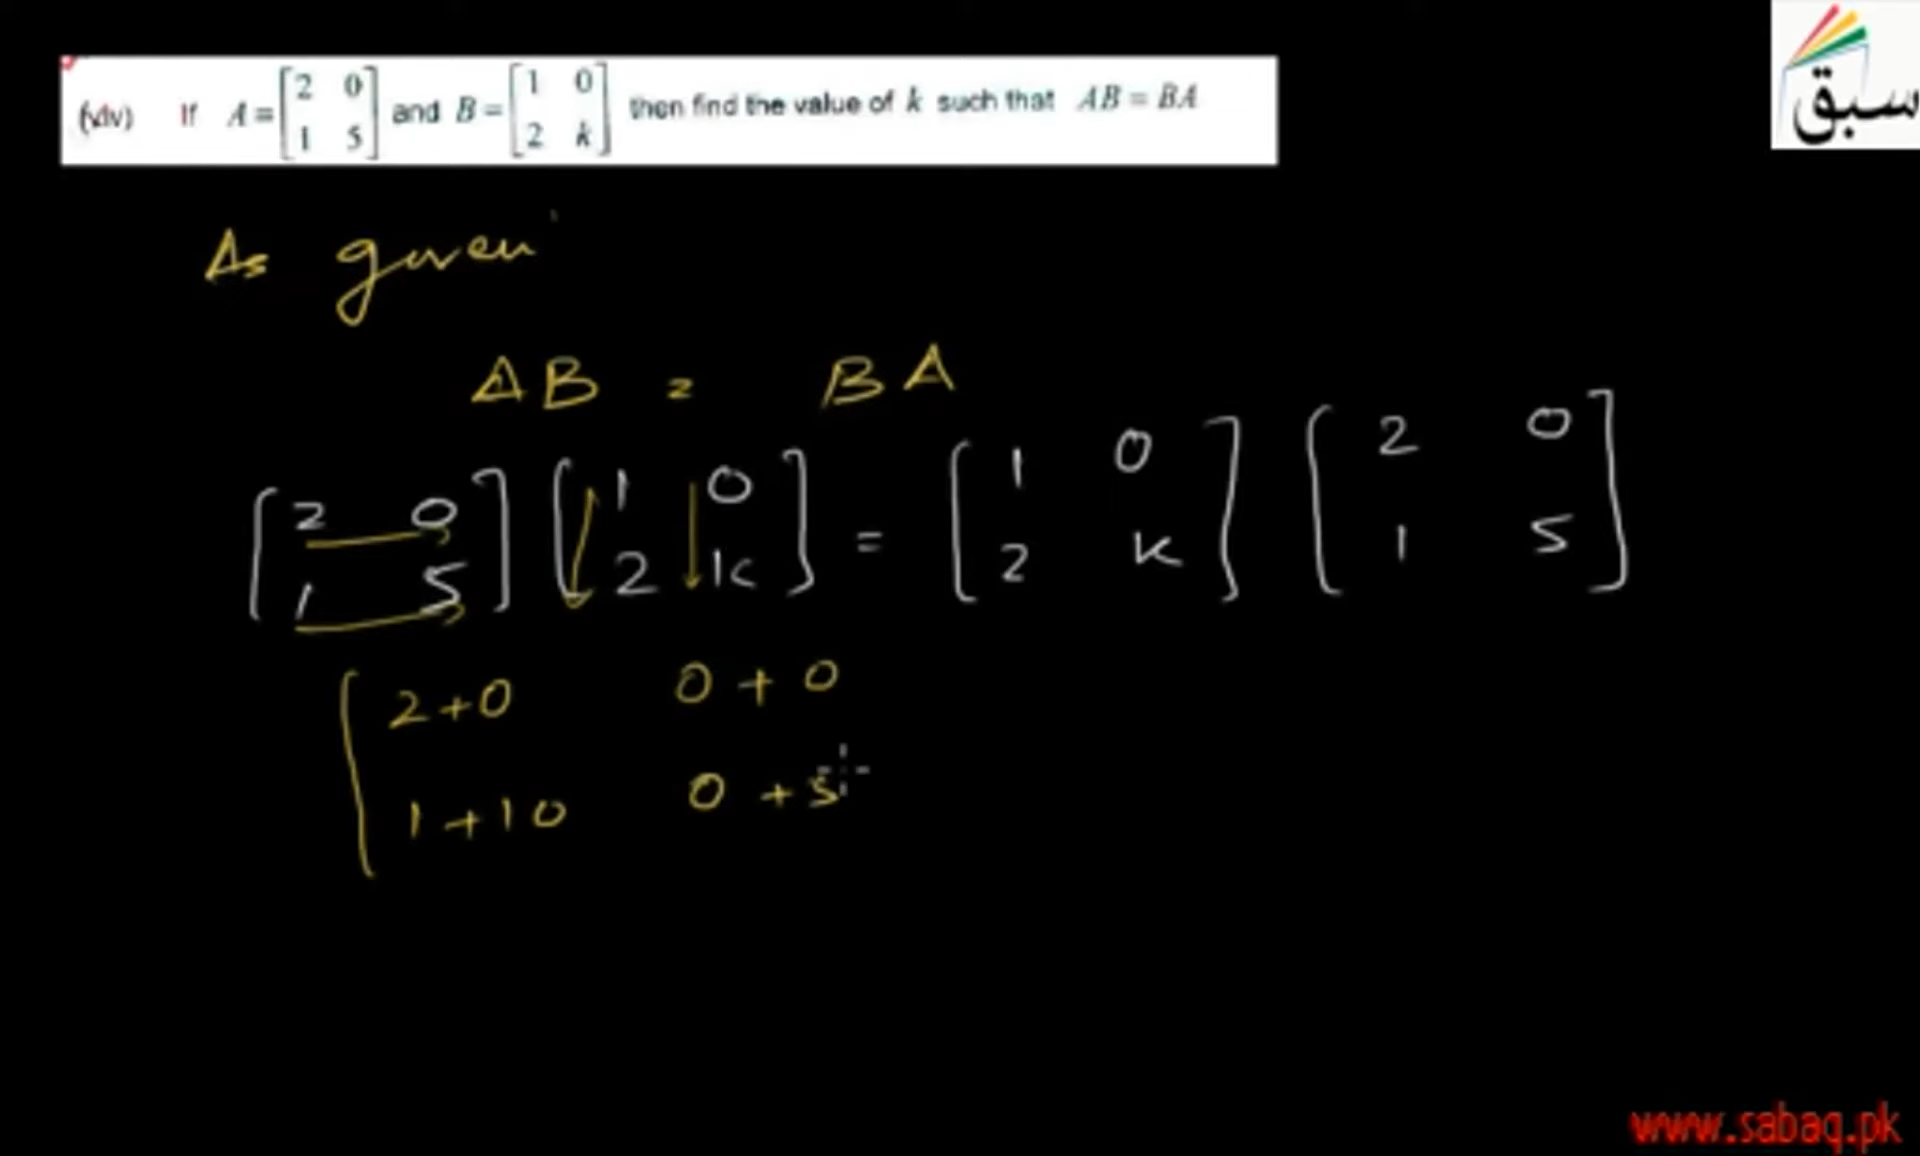 سبق
(xiv) If A = [2 0; 1 5] and B = [1 0; 2 k] then find the value of k such that AB = BA
As given
AB = BA
[2 0; 1 5] [1 0; 2 k] = [1 0; 2 k] [2 0; 1 5]
[2+0 0+0
1+10 0+5
www.sabaq.pk